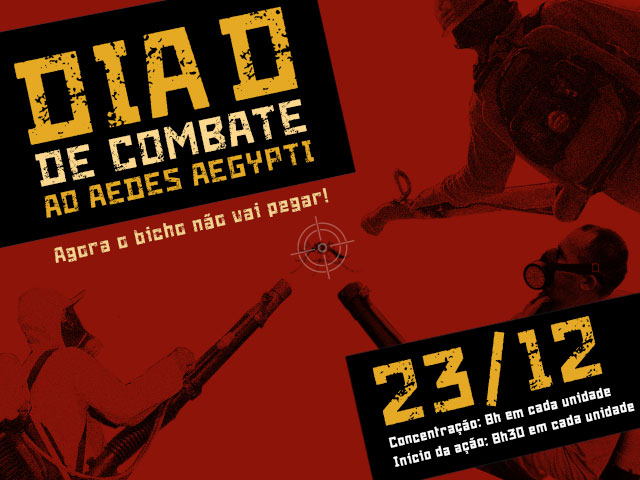 DIA D
DE COMBATE
AO AEDES AEGYPTI
Agora o bicho não vai pegar!
23/12
Concentração: 8h em cada unidade
Início da ação: 8h30 em cada unidade